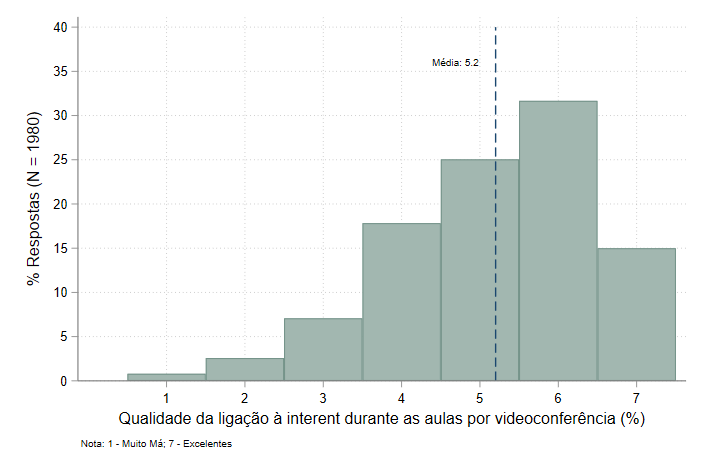 40
35
30
25
20
15
10
5
0
% Respostas (N = 1980)
Média: 5.2
1 2 3 4 5 6 7
Qualidade da ligação à interent durante as aulas por videoconferência (%)
Nota: 1 - Muito Má; 7 - Excelentes